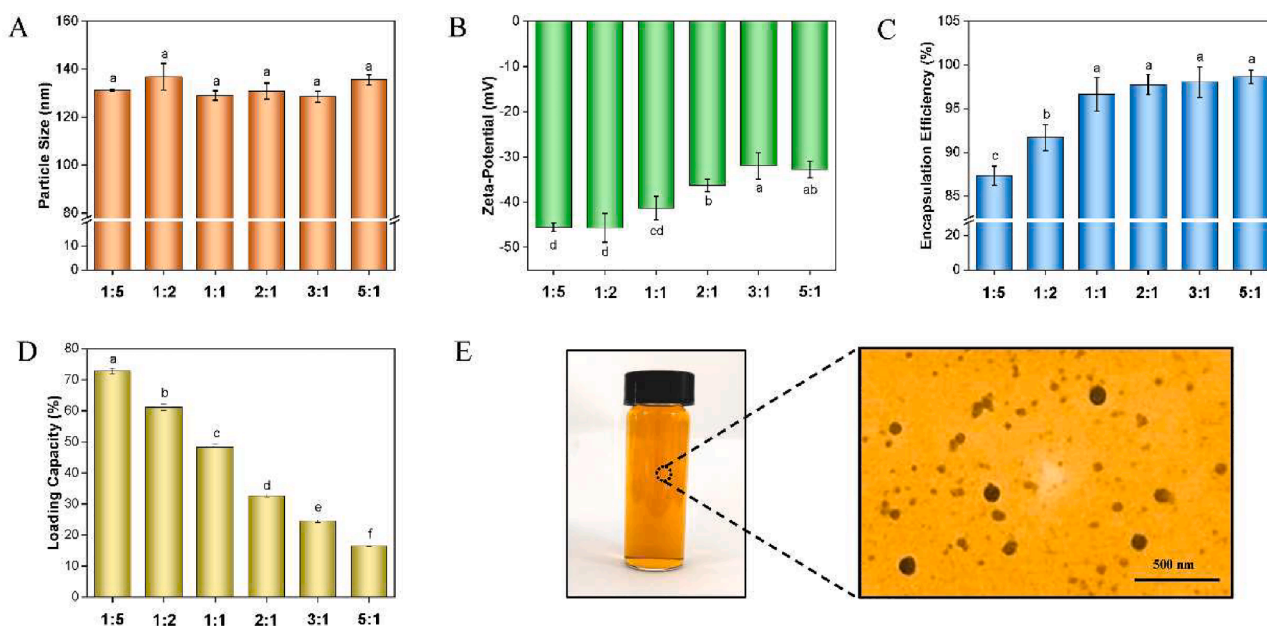 A
Particle Size (nm)
160
140
120
100
80
10
0
a
a
a
a
a
a
1:5
1:2
1:1
2:1
3:1
5:1
B
Zeta-Potential (mV)
0
-10
-20
-30
-40
-50
d
d
cd
b
a
ab
1:5
1:2
1:1
2:1
3:1
5:1
C
Encapsulation Efficiency (%)
105
100
95
90
85
20
0
c
b
a
a
a
a
1:5
1:2
1:1
2:1
3:1
5:1
D
Loading Capacity (%)
80
70
60
50
40
30
20
10
0
a
b
c
d
e
f
1:5
1:2
1:1
2:1
3:1
5:1
E
500 nm